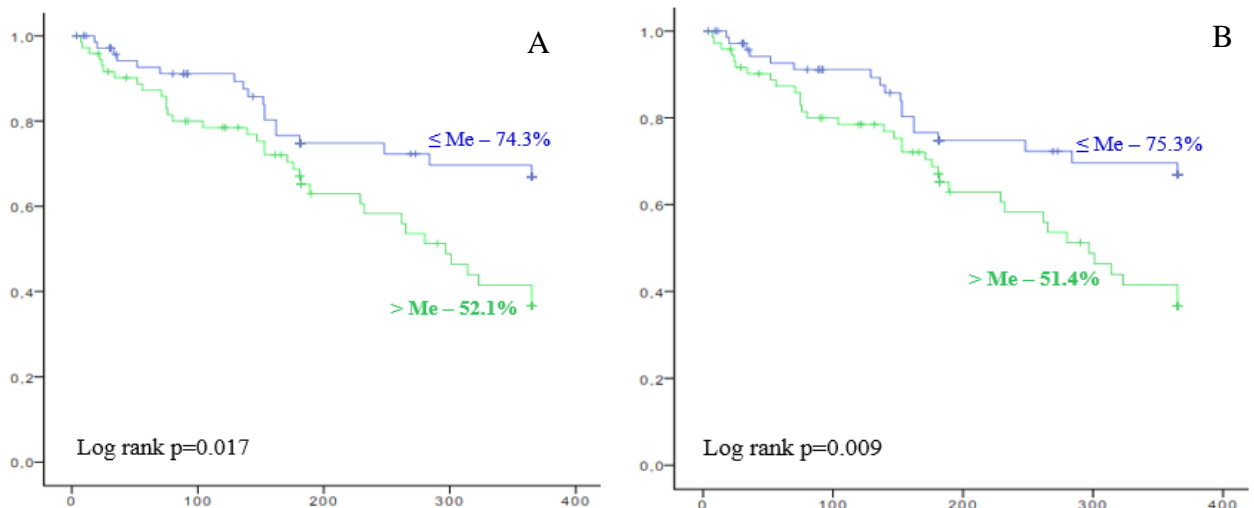 A
1,0
0,8
0,6
0,4
0,2
0,0
≤ Me – 74.3%
> Me – 52.1%
Log rank p=0.017
0 100 200 300 400
B
1,0
0,8
0,6
0,4
0,2
0,0
≤ Me – 75.3%
> Me – 51.4%
Log rank p=0.009
0 100 200 300 400